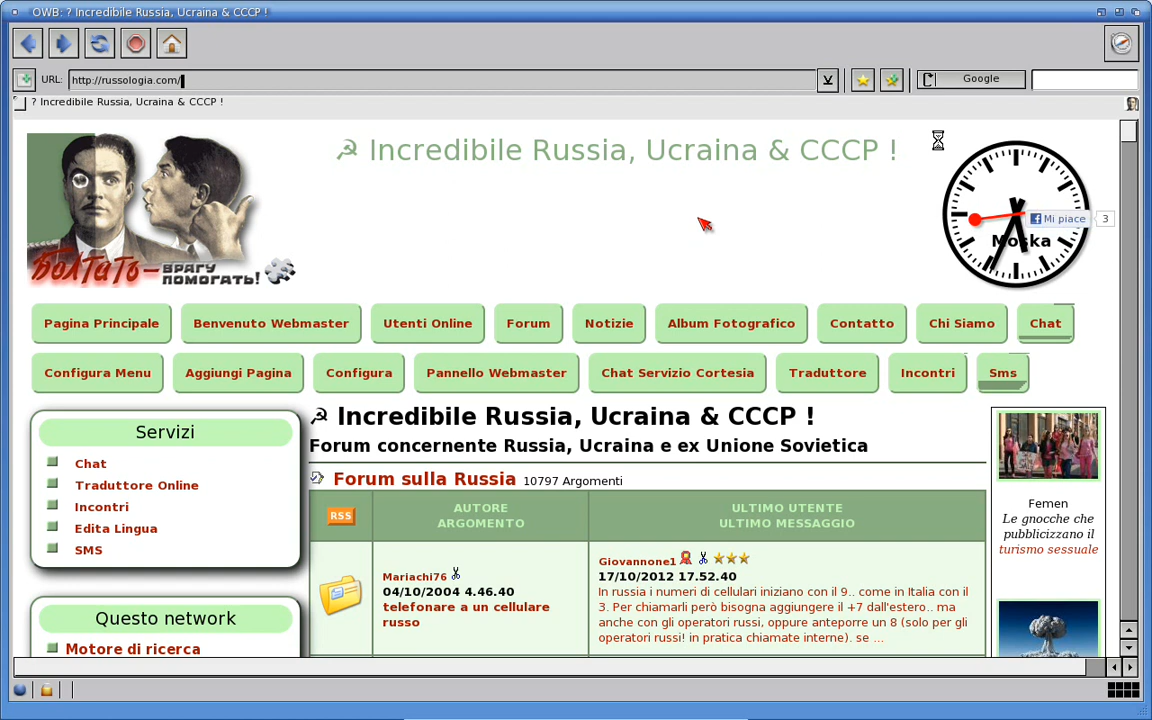 OWB: ? Incredibile Russia, Ucraina & CCCP !
URL: http://russologia.com/
Google
? Incredibile Russia, Ucraina & CCCP !
☭ Incredibile Russia, Ucraina & CCCP !
Mi piace 3
Болтать-
врагу
помогать!
Pagina Principale Benvenuto Webmaster Utenti Online Forum Notizie Album Fotografico Contatto Chi Siamo Chat
Configura Menu Aggiungi Pagina Configura Pannello Webmaster Chat Servizio Cortesia Traduttore Incontri Sms
Servizi
Chat
Traduttore Online
Incontri
Edita Lingua
SMS
Questo network
Motore di ricerca
☭ Incredibile Russia, Ucraina & CCCP !
Forum concernente Russia, Ucraina e ex Unione Sovietica
Forum sulla Russia 10797 Argomenti
RSS
AUTORE
ARGOMENTO
ULTIMO UTENTE
ULTIMO MESSAGGIO
Mariachi76
04/10/2004 4.46.40
telefonare a un cellulare
russo
Giovannone1
17/10/2012 17.52.40
In russia i numeri di cellulari iniziano con il 9.. come in Italia con il
3. Per chiamarli però bisogna aggiungere il +7 dall'estero.. ma
anche con gli operatori russi, oppure anteporre un 8 (solo per gli
operatori russi! in pratica chiamate interne). se ...
Femen
Le gnocche che
pubblicizzano il
turismo sessuale